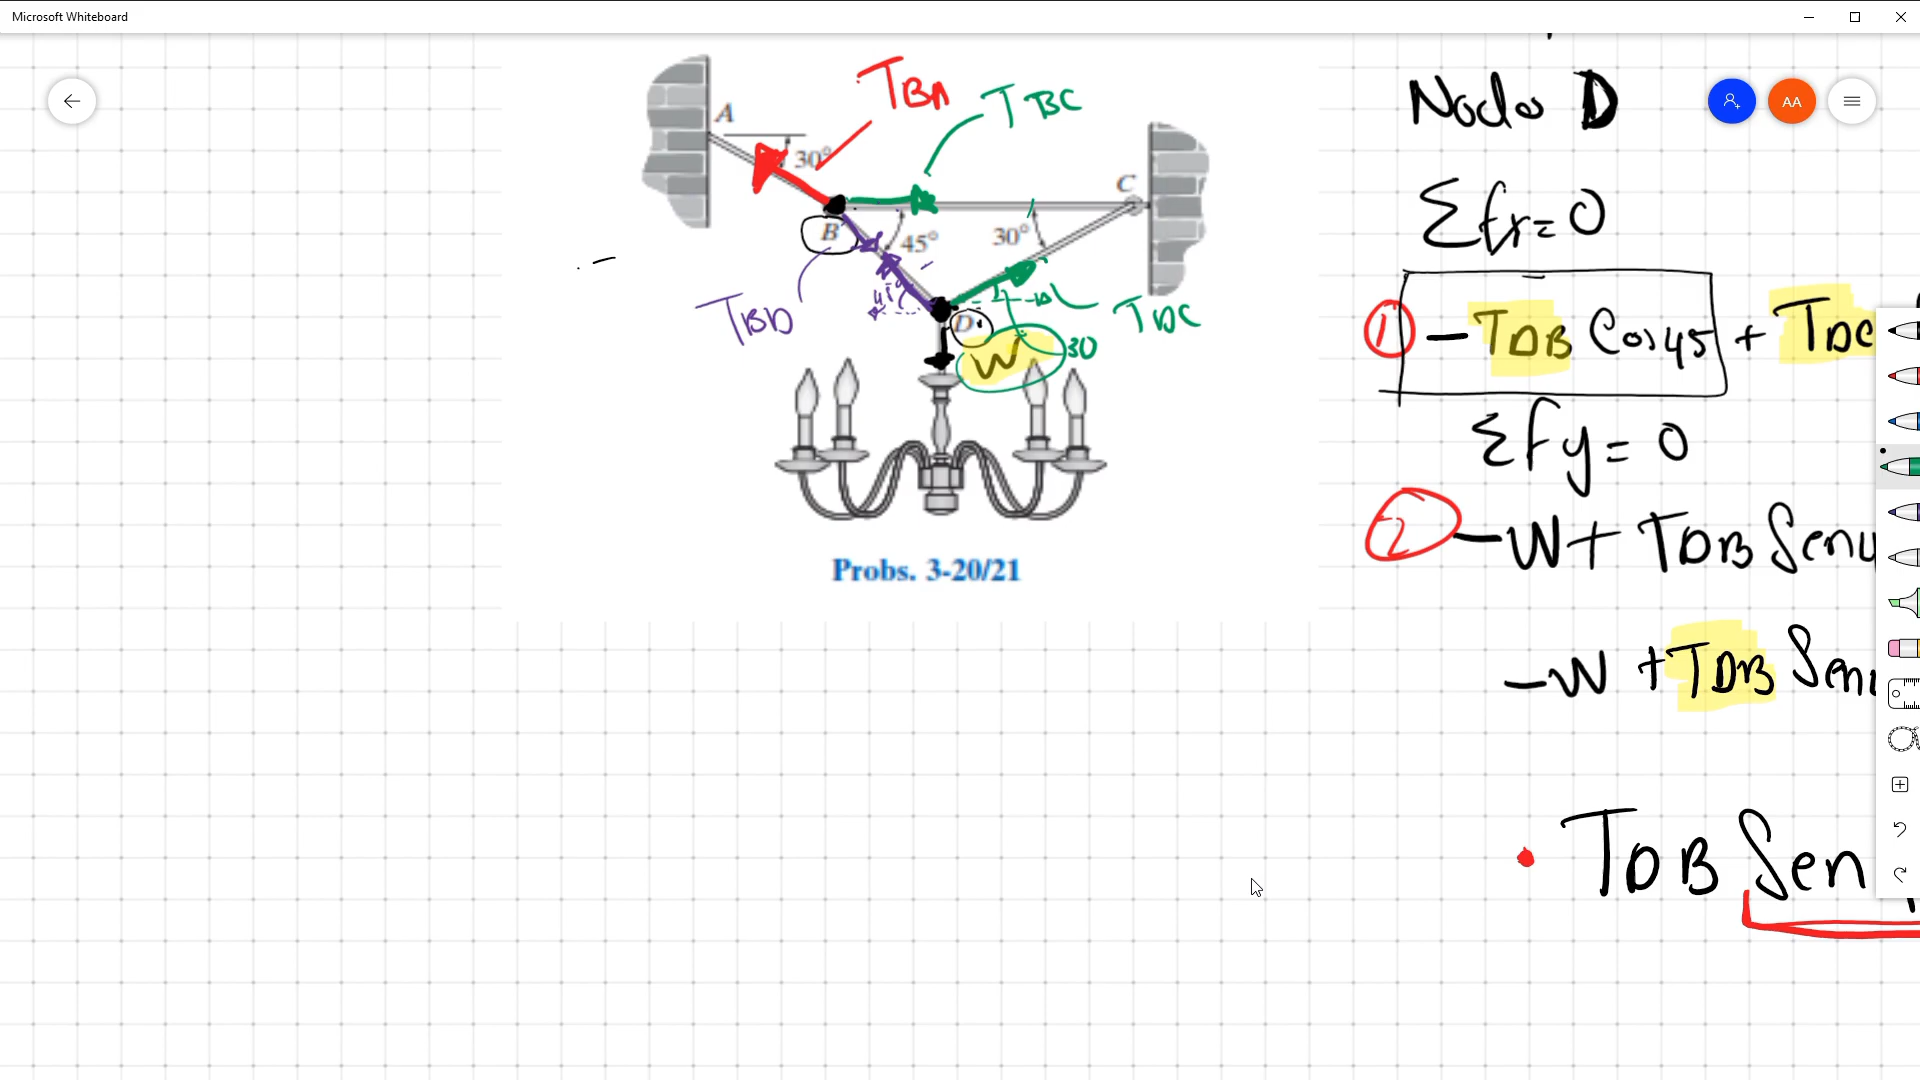 Microsoft Whiteboard
TBA
TBC
A
30°
C
B
45°
30°
TBD
45°
D
TDC
W
30
Probs. 3-20/21
Nodo D
Σfx=0
1 -TDB Cos45 + TDC
Σfy=0
2 -W+ TDB Sen
-W +TDB Sen
TDB Sen
AA